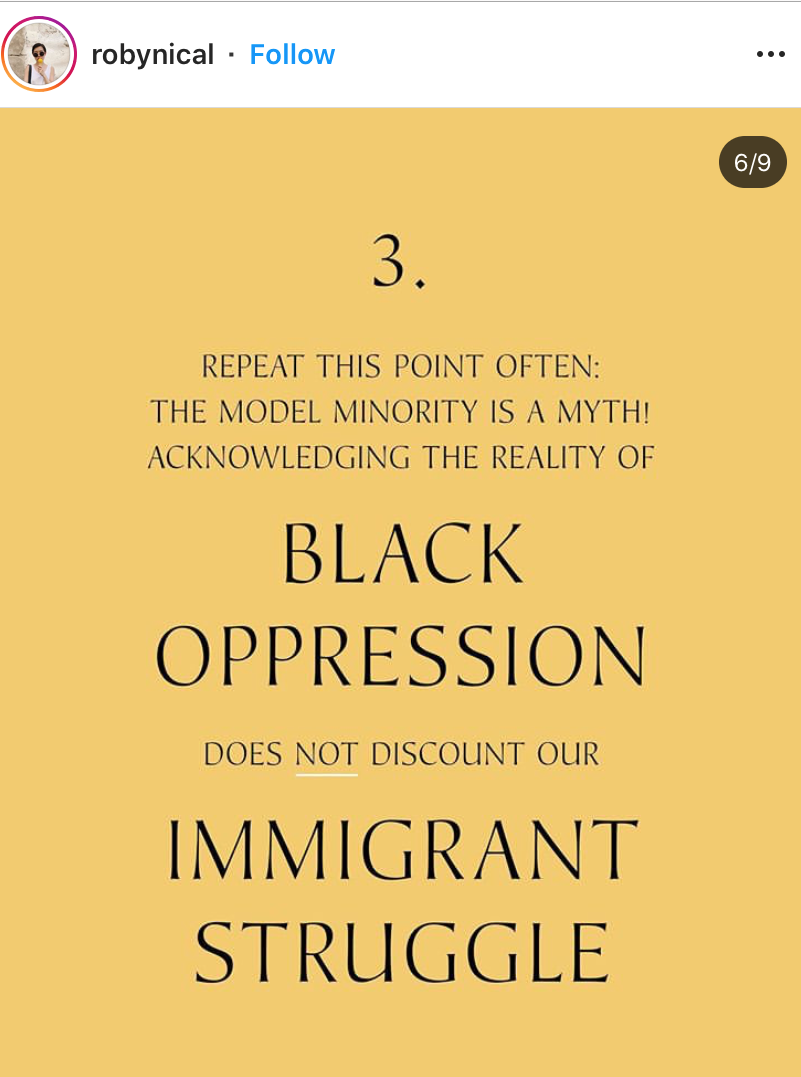 robynical · Follow
6/9
3.
REPEAT THIS POINT OFTEN:
THE MODEL MINORITY IS A MYTH!
ACKNOWLEDGING THE REALITY OF
BLACK
OPPRESSION
DOES NOT DISCOUNT OUR
IMMIGRANT
STRUGGLE